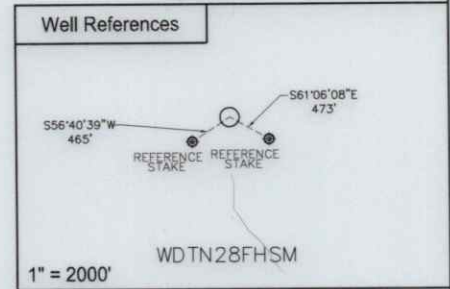 Well References
S61°06'08"E
473'
S56°40'39"W
465'
REFERENCE STAKE
REFERENCE STAKE
WDTN28FHSM
1" = 2000'